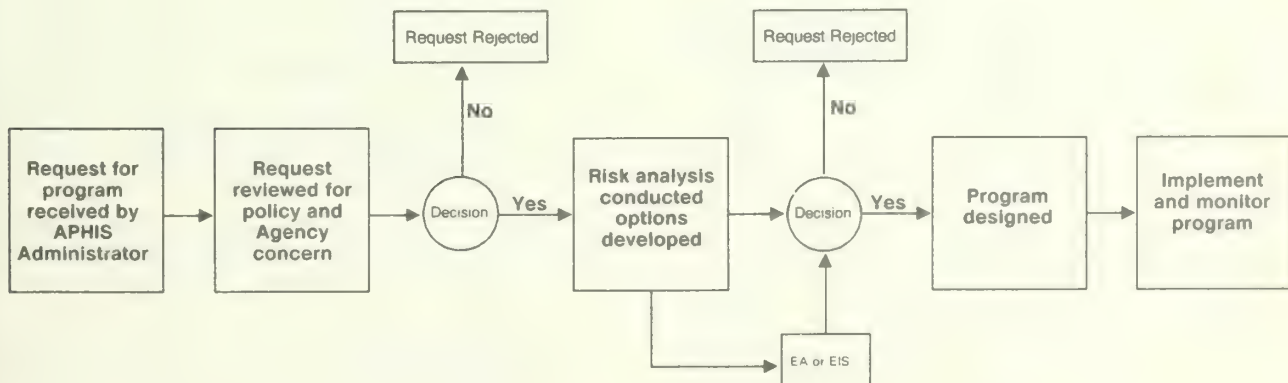 Request Rejected
Request Rejected
No
No
Request for
program
received by
APHIS
Administrator
Request
reviewed for
policy and
Agency
concern
Decision
Yes
Risk analysis
conducted
options
developed
Decision
Yes
Program
designed
Implement
and monitor
program
EA or EIS